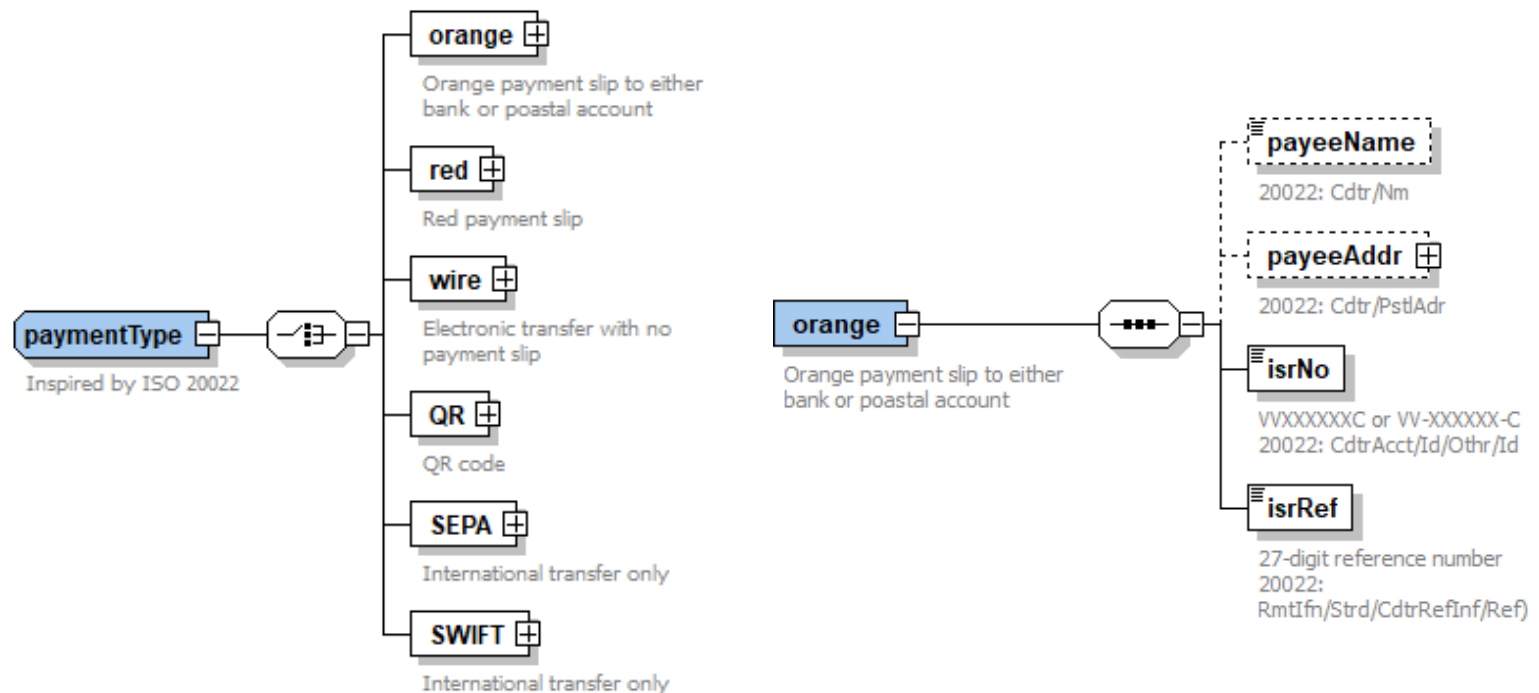 orange
Orange payment slip to either
bank or poastal account
red
Red payment slip
wire
Electronic transfer with no
payment slip
paymentType
Inspired by ISO 20022
QR
QR code
SEPA
International transfer only
SWIFT
International transfer only
orange
Orange payment slip to either
bank or poastal account
payeeName
20022: Cdtr/Nm
payeeAddr
20022: Cdtr/PstlAdr
isrNo
VVXXXXXXC or VV-XXXXXX-C
20022: CdtrAcct/Id/Othr/Id
isrRef
27-digit reference number
20022:
RmtIfn/Strd/CdtrRefInf/Ref)